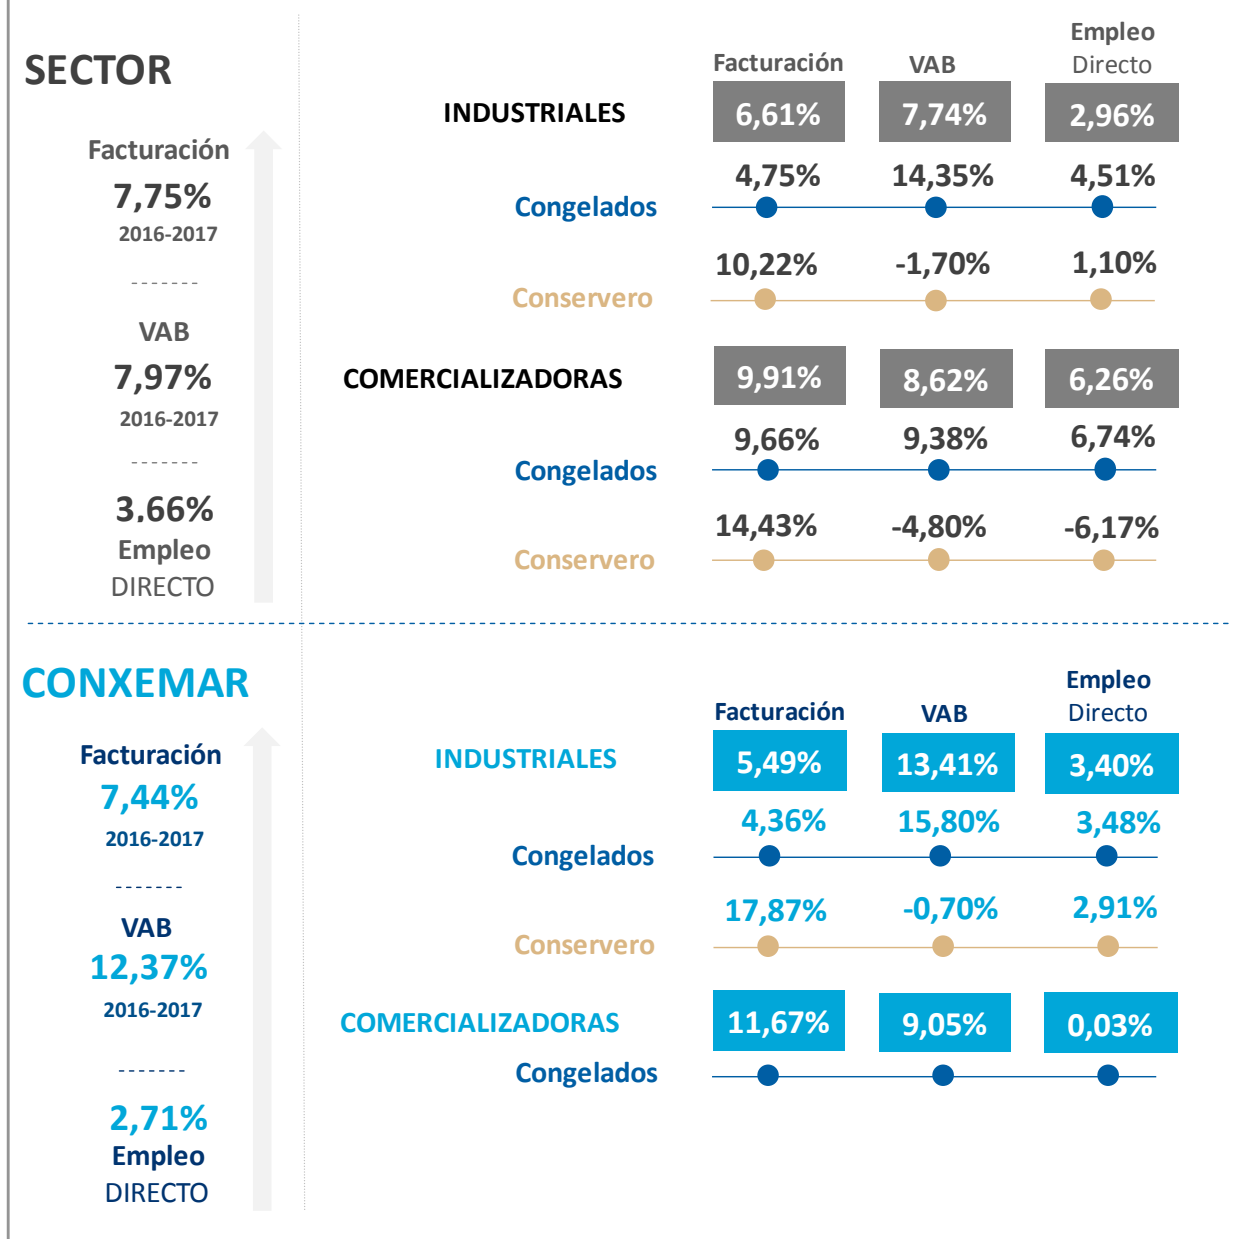 SECTOR
Facturación
7,75%
2016-2017
-------
VAB
7,97%
2016-2017
-------
3,66%
Empleo
DIRECTO
Facturación VAB Empleo
Directo
INDUSTRIALES 6,61% 7,74% 2,96%
4,75% 14,35% 4,51%
Congelados
10,22% -1,70% 1,10%
Conservero
COMERCIALIZADORAS 9,91% 8,62% 6,26%
9,66% 9,38% 6,74%
Congelados
14,43% -4,80% -6,17%
Conservero
CONXEMAR
Facturación
7,44%
2016-2017
-------
VAB
12,37%
2016-2017
-------
2,71%
Empleo
DIRECTO
Facturación VAB Empleo
Directo
INDUSTRIALES 5,49% 13,41% 3,40%
4,36% 15,80% 3,48%
Congelados
17,87% -0,70% 2,91%
Conservero
COMERCIALIZADORAS 11,67% 9,05% 0,03%
Congelados